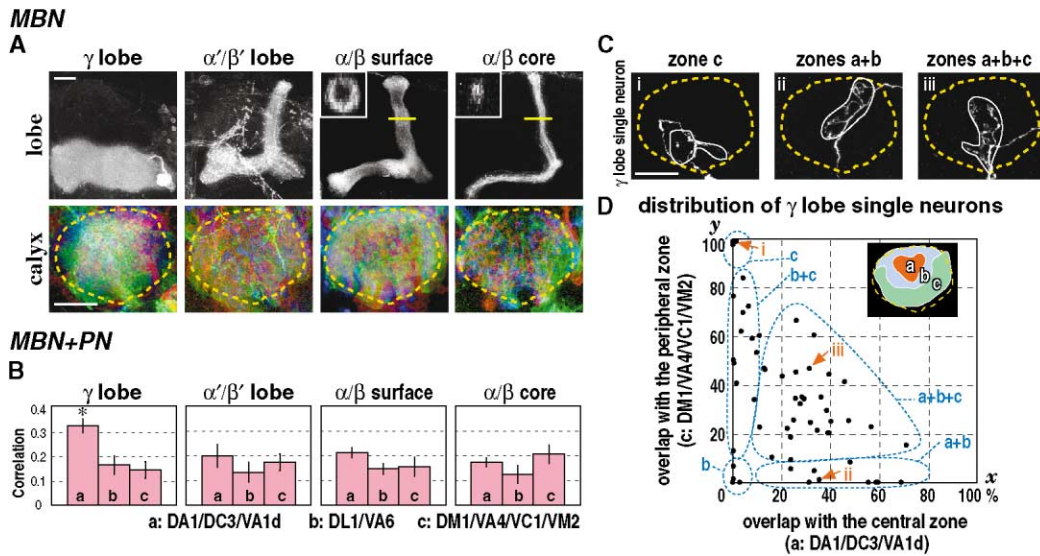 MBN
A
γ lobe
α′/β′ lobe
α/β surface
α/β core
lobe
calyx
MBN+PN
B
γ lobe
α′/β′ lobe
α/β surface
α/β core
Correlation
0.4
0.3
0.2
0.1
0
*
a b c
a b c
a b c
a b c
a: DA1/DC3/VA1d
b: DL1/VA6
c: DM1/VA4/VC1/VM2
C
zone c
zones a+b
zones a+b+c
γ lobe single neuron
i
ii
iii
D distribution of γ lobe single neurons
y
overlap with the peripheral zone
(c: DM1/VA4/VC1/VM2)
100
80
60
40
20
i
c
b+c
a
b
c
iii
a+b+c
a+b
b
ii
x
0 20 40 60 80 100
%
overlap with the central zone
(a: DA1/DC3/VA1d)